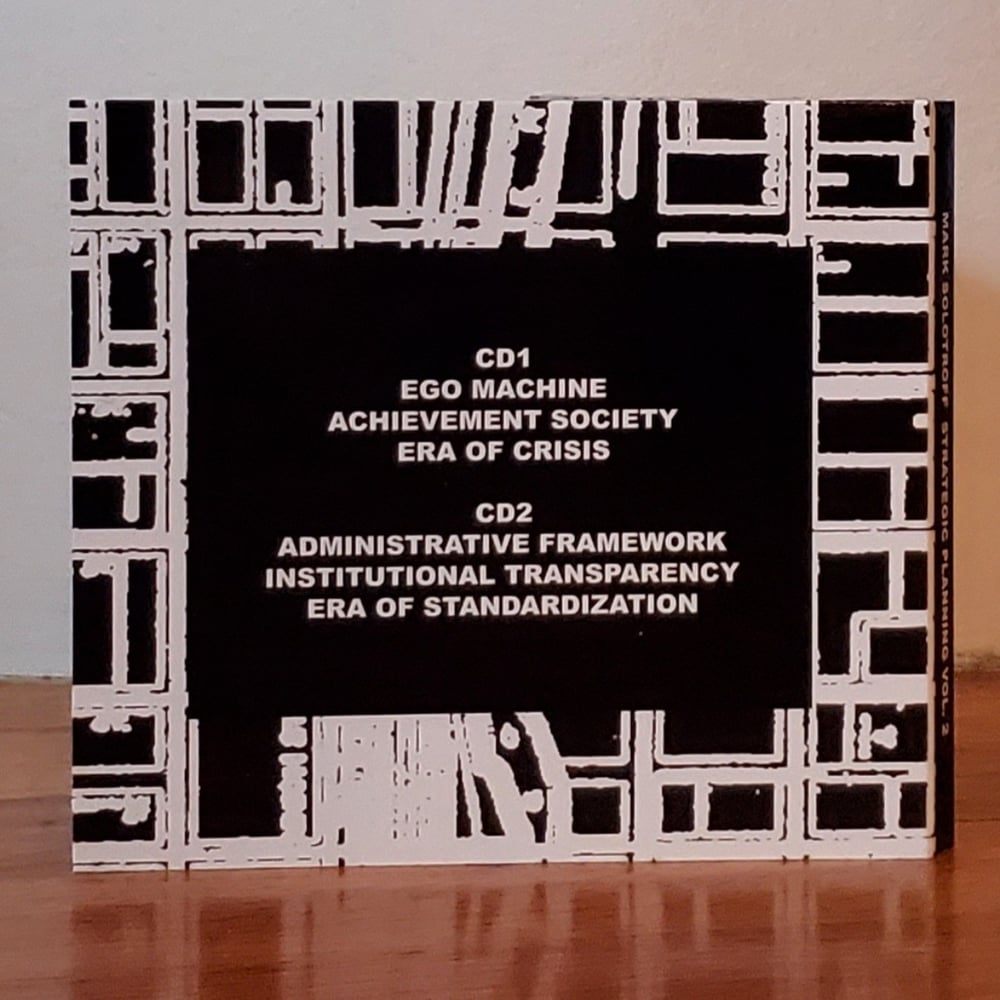 CD1
EGO MACHINE
ACHIEVEMENT SOCIETY
ERA OF CRISIS
CD2
ADMINISTRATIVE FRAMEWORK
INSTITUTIONAL TRANSPARENCY
ERA OF STANDARDIZATION
MARK SOLOTROFF STRATEGIC PLANNING VOL. 2